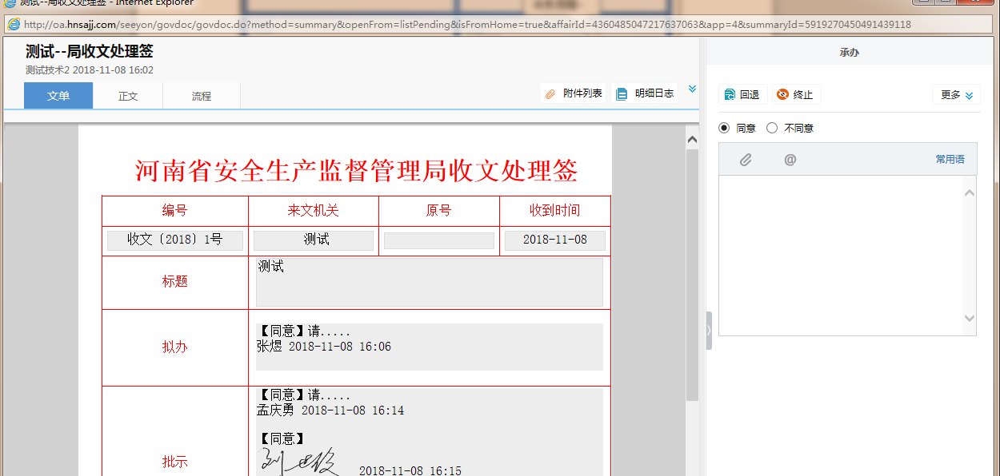 测试--局收文处理签 - Internet Explorer
http://oa.hnsajj.com/seeyon/govdoc/govdoc.do?method=summary&openFrom=listPending&isFromHome=true&affairId=4360485047217637063&app=4&summaryId=5919270450491439118
测试--局收文处理签
测试技术2 2018-11-08 16:02
文单 正文 流程 附件列表 明细日志
河南省安全生产监督管理局收文处理签
编号 来文机关 原号 收到时间
收文〔2018〕1号 测试 2018-11-08
标题 测试
拟办
【同意】请.....
张煜 2018-11-08 16:06
批示
【同意】请.....
孟庆勇 2018-11-08 16:14
【同意】
2018-11-08 16:15
承办
回退 终止 更多
同意 不同意
@ 常用语